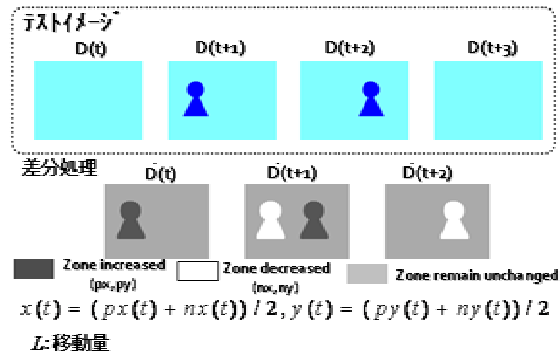 テストイメージ
D(t) D(t+1) D(t+2) D(t+3)
差分処理
D(t) D(t+1) D(t+2)
Zone increased (px,py) Zone decreased (nx,ny) Zone remain unchanged
x(t) = (px(t) + nx(t))/2, y(t) = (py(t) + ny(t))/2
L:移動量